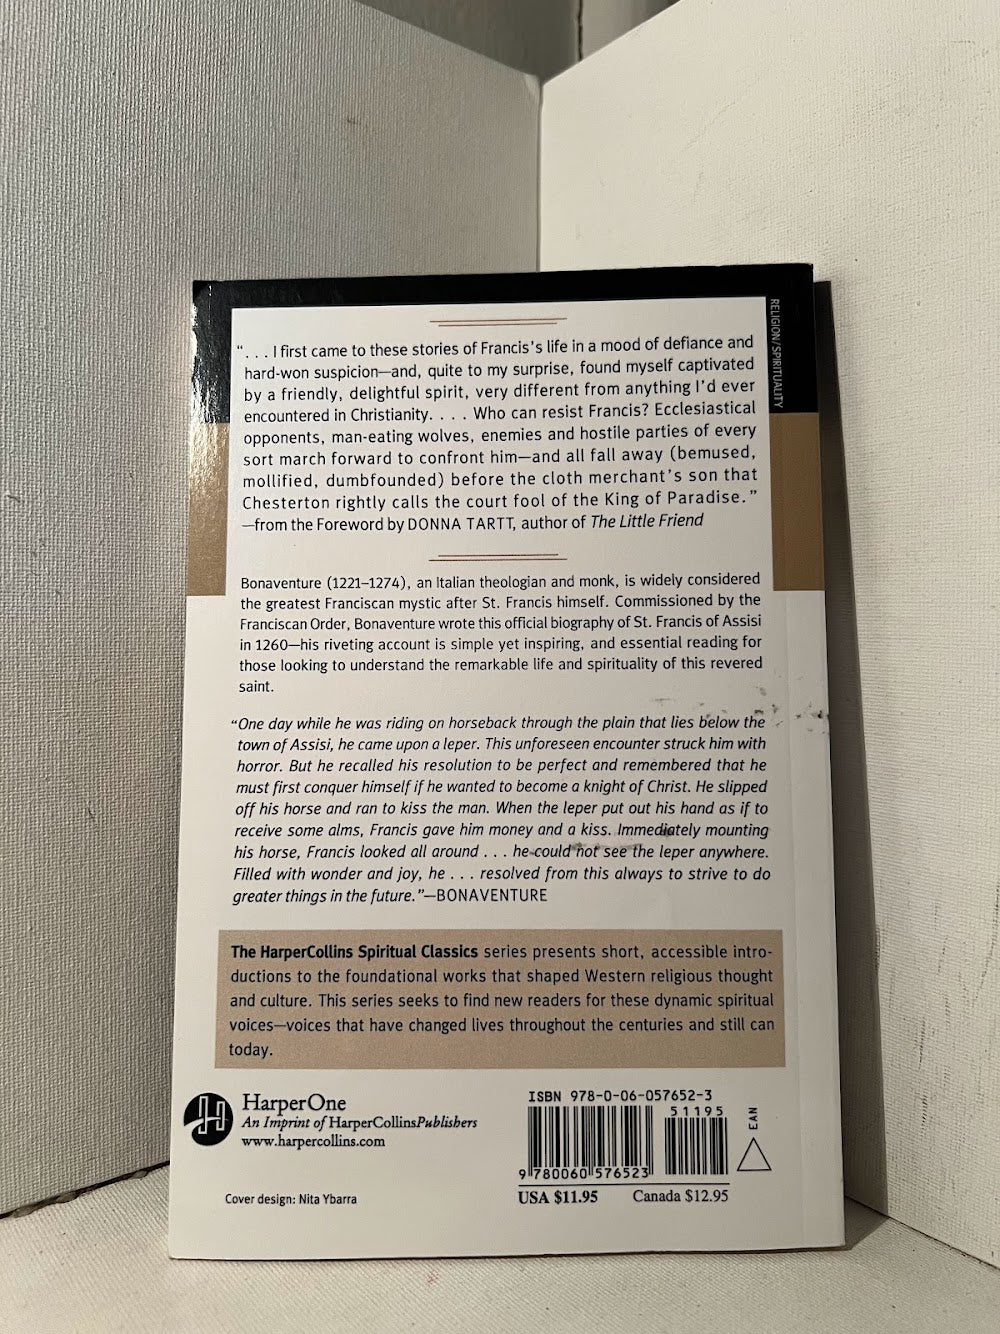 RELIGION/SPIRITUALITY
“. . . I first came to these stories of Francis's life in a mood of defiance and
hard-won suspicion—and, quite to my surprise, found myself captivated
by a friendly, delightful spirit, very different from anything I'd ever
encountered in Christianity. . . . Who can resist Francis? Ecclesiastical
opponents, man-eating wolves, enemies and hostile parties of every
sort march forward to confront him—and all fall away (bemused,
mollified, dumbfounded) before the cloth merchant's son that
Chesterton rightly calls the court fool of the King of Paradise.”
—from the Foreword by DONNA TARTT, author of The Little Friend
Bonaventure (1221–1274), an Italian theologian and monk, is widely considered
the greatest Franciscan mystic after St. Francis himself. Commissioned by the
Franciscan Order, Bonaventure wrote this official biography of St. Francis of Assisi
in 1260—his riveting account is simple yet inspiring, and essential reading for
those looking to understand the remarkable life and spirituality of this revered
saint.
“One day while he was riding on horseback through the plain that lies below the
town of Assisi, he came upon a leper. This unforeseen encounter struck him with
horror. But he recalled his resolution to be perfect and remembered that he
must first conquer himself if he wanted to become a knight of Christ. He slipped
off his horse and ran to kiss the man. When the leper put out his hand as if to
receive some alms, Francis gave him money and a kiss. Immediately mounting
his horse, Francis looked all around . . . he could not see the leper anywhere.
Filled with wonder and joy, he . . . resolved from this always to strive to do
greater things in the future.”—BONAVENTURE
The HarperCollins Spiritual Classics series presents short, accessible intro-
ductions to the foundational works that shaped Western religious thought
and culture. This series seeks to find new readers for these dynamic spiritual
voices—voices that have changed lives throughout the centuries and still can
today.
HarperOne
An Imprint of HarperCollinsPublishers
www.harpercollins.com
Cover design: Nita Ybarra
ISBN 978-0-06-057652-3
51195
EAN
9 780060 576523
USA $11.95 Canada $12.95